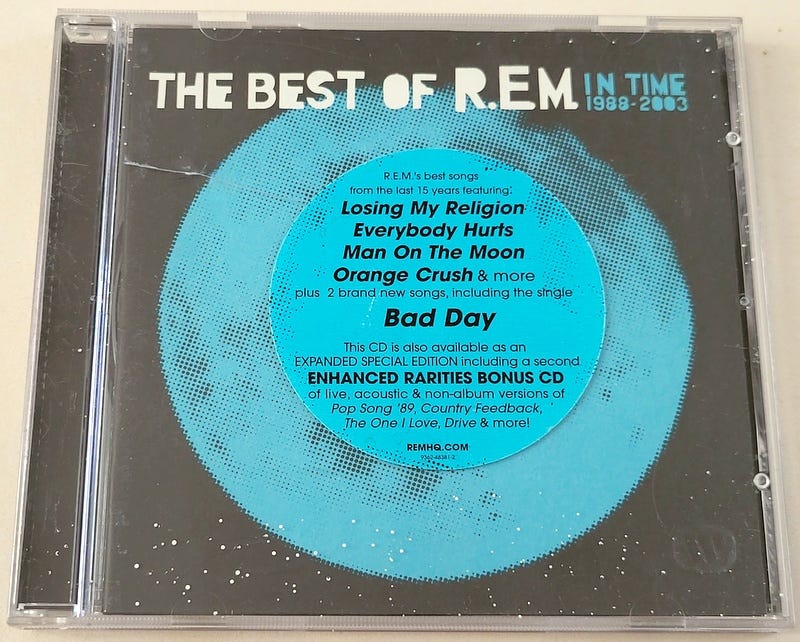 THE BEST OF R.E.M. IN TIME
1988-2003
R.E.M.'s best songs
from the last 15 years featuring:
Losing My Religion
Everybody Hurts
Man On The Moon
Orange Crush & more
plus 2 brand new songs, including the single
Bad Day
This CD is also available as an
EXPANDED SPECIAL EDITION including a second
ENHANCED RARITIES BONUS CD
of live, acoustic & non-album versions of
Pop Song '89, Country Feedback,
The One I Love, Drive & more!
REMHQ.COM
9362-48381-2